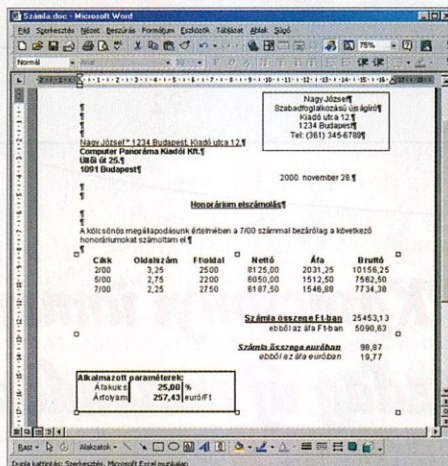 Számla.doc - Microsoft Word
Fájl Szerkesztés Nézet Beszúrás Formátum Eszközök Táblázat Ablak Súgó
75%
Normál
Nagy József¶
Szabadfoglalkozású újságíró¶
Kiadó utca 12.¶
1234 Budapest¶
Tel: (361) 345-6789¶
Nagy József * 1234 Budapest, Kiadó utca 12.¶
Computer Panoráma Kiadói Kft.¶
Üllői út 25.¶
1091 Budapest¶
2000. november 28.¶
Honorárium elszámolás¶
A kölcsönös megállapodásunk értelmében a 7/00 számmal bezárólag a következő
honoráriumokat számoltam el:¶
Cikk Oldalszám Ft/oldal Nettó Áfa Bruttó
2/00 3,25 2500 8125,00 2031,25 10156,25
5/00 2,75 2200 6050,00 1512,50 7562,50
7/00 2,25 2750 6187,50 1546,88 7734,38
Számla összege Ft-ban 25453,13
ebből az áfa Ft-ban 5090,63
Számla összege euróban 98,87
ebből az áfa euróban 19,77
Alkalmazott paraméterek:
Áfakulcs 25,00 %
Árfolyam 257,43 euró/Ft
Rajz Alakzatok
Dupla kattintás: Szerkesztés, Microsoft Excel munkalap